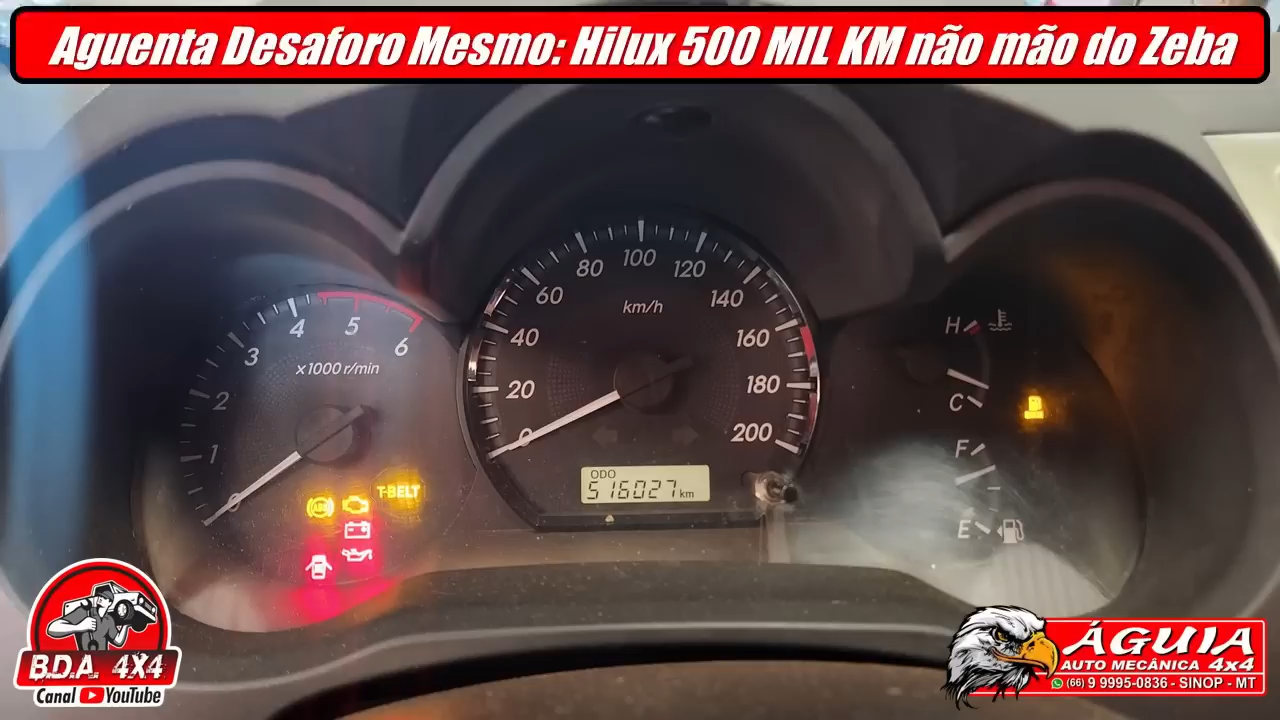 Aguenta Desaforo Mesmo: Hilux 500 MIL KM não mão do Zeba
80 100 120
60 km/h 140
40 160
20 180
0 200
4 5 6
3 x1000 r/min
2
1
0
H
C
F
E
ABS
T-BELT
ODO
516027 km
B.D.A 4X4
Canal YouTube
ÁGUIA
AUTO MECÂNICA 4x4
(66) 9 9995-0836 - SINOP - MT